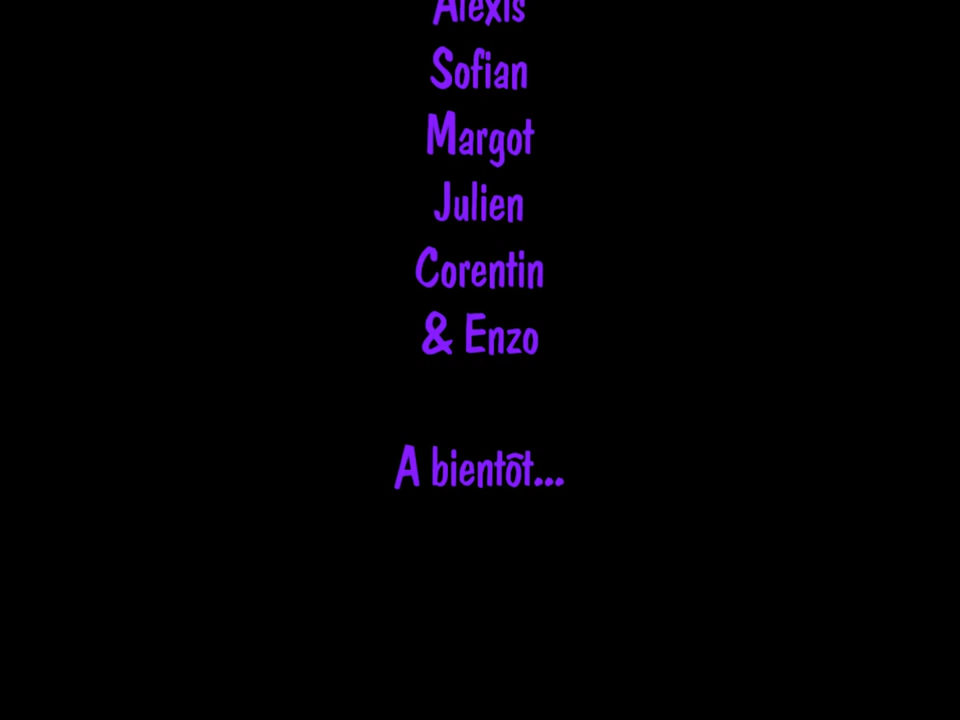 Alexis
Sofian
Margot
Julien
Corentin
& Enzo
A bientôt...